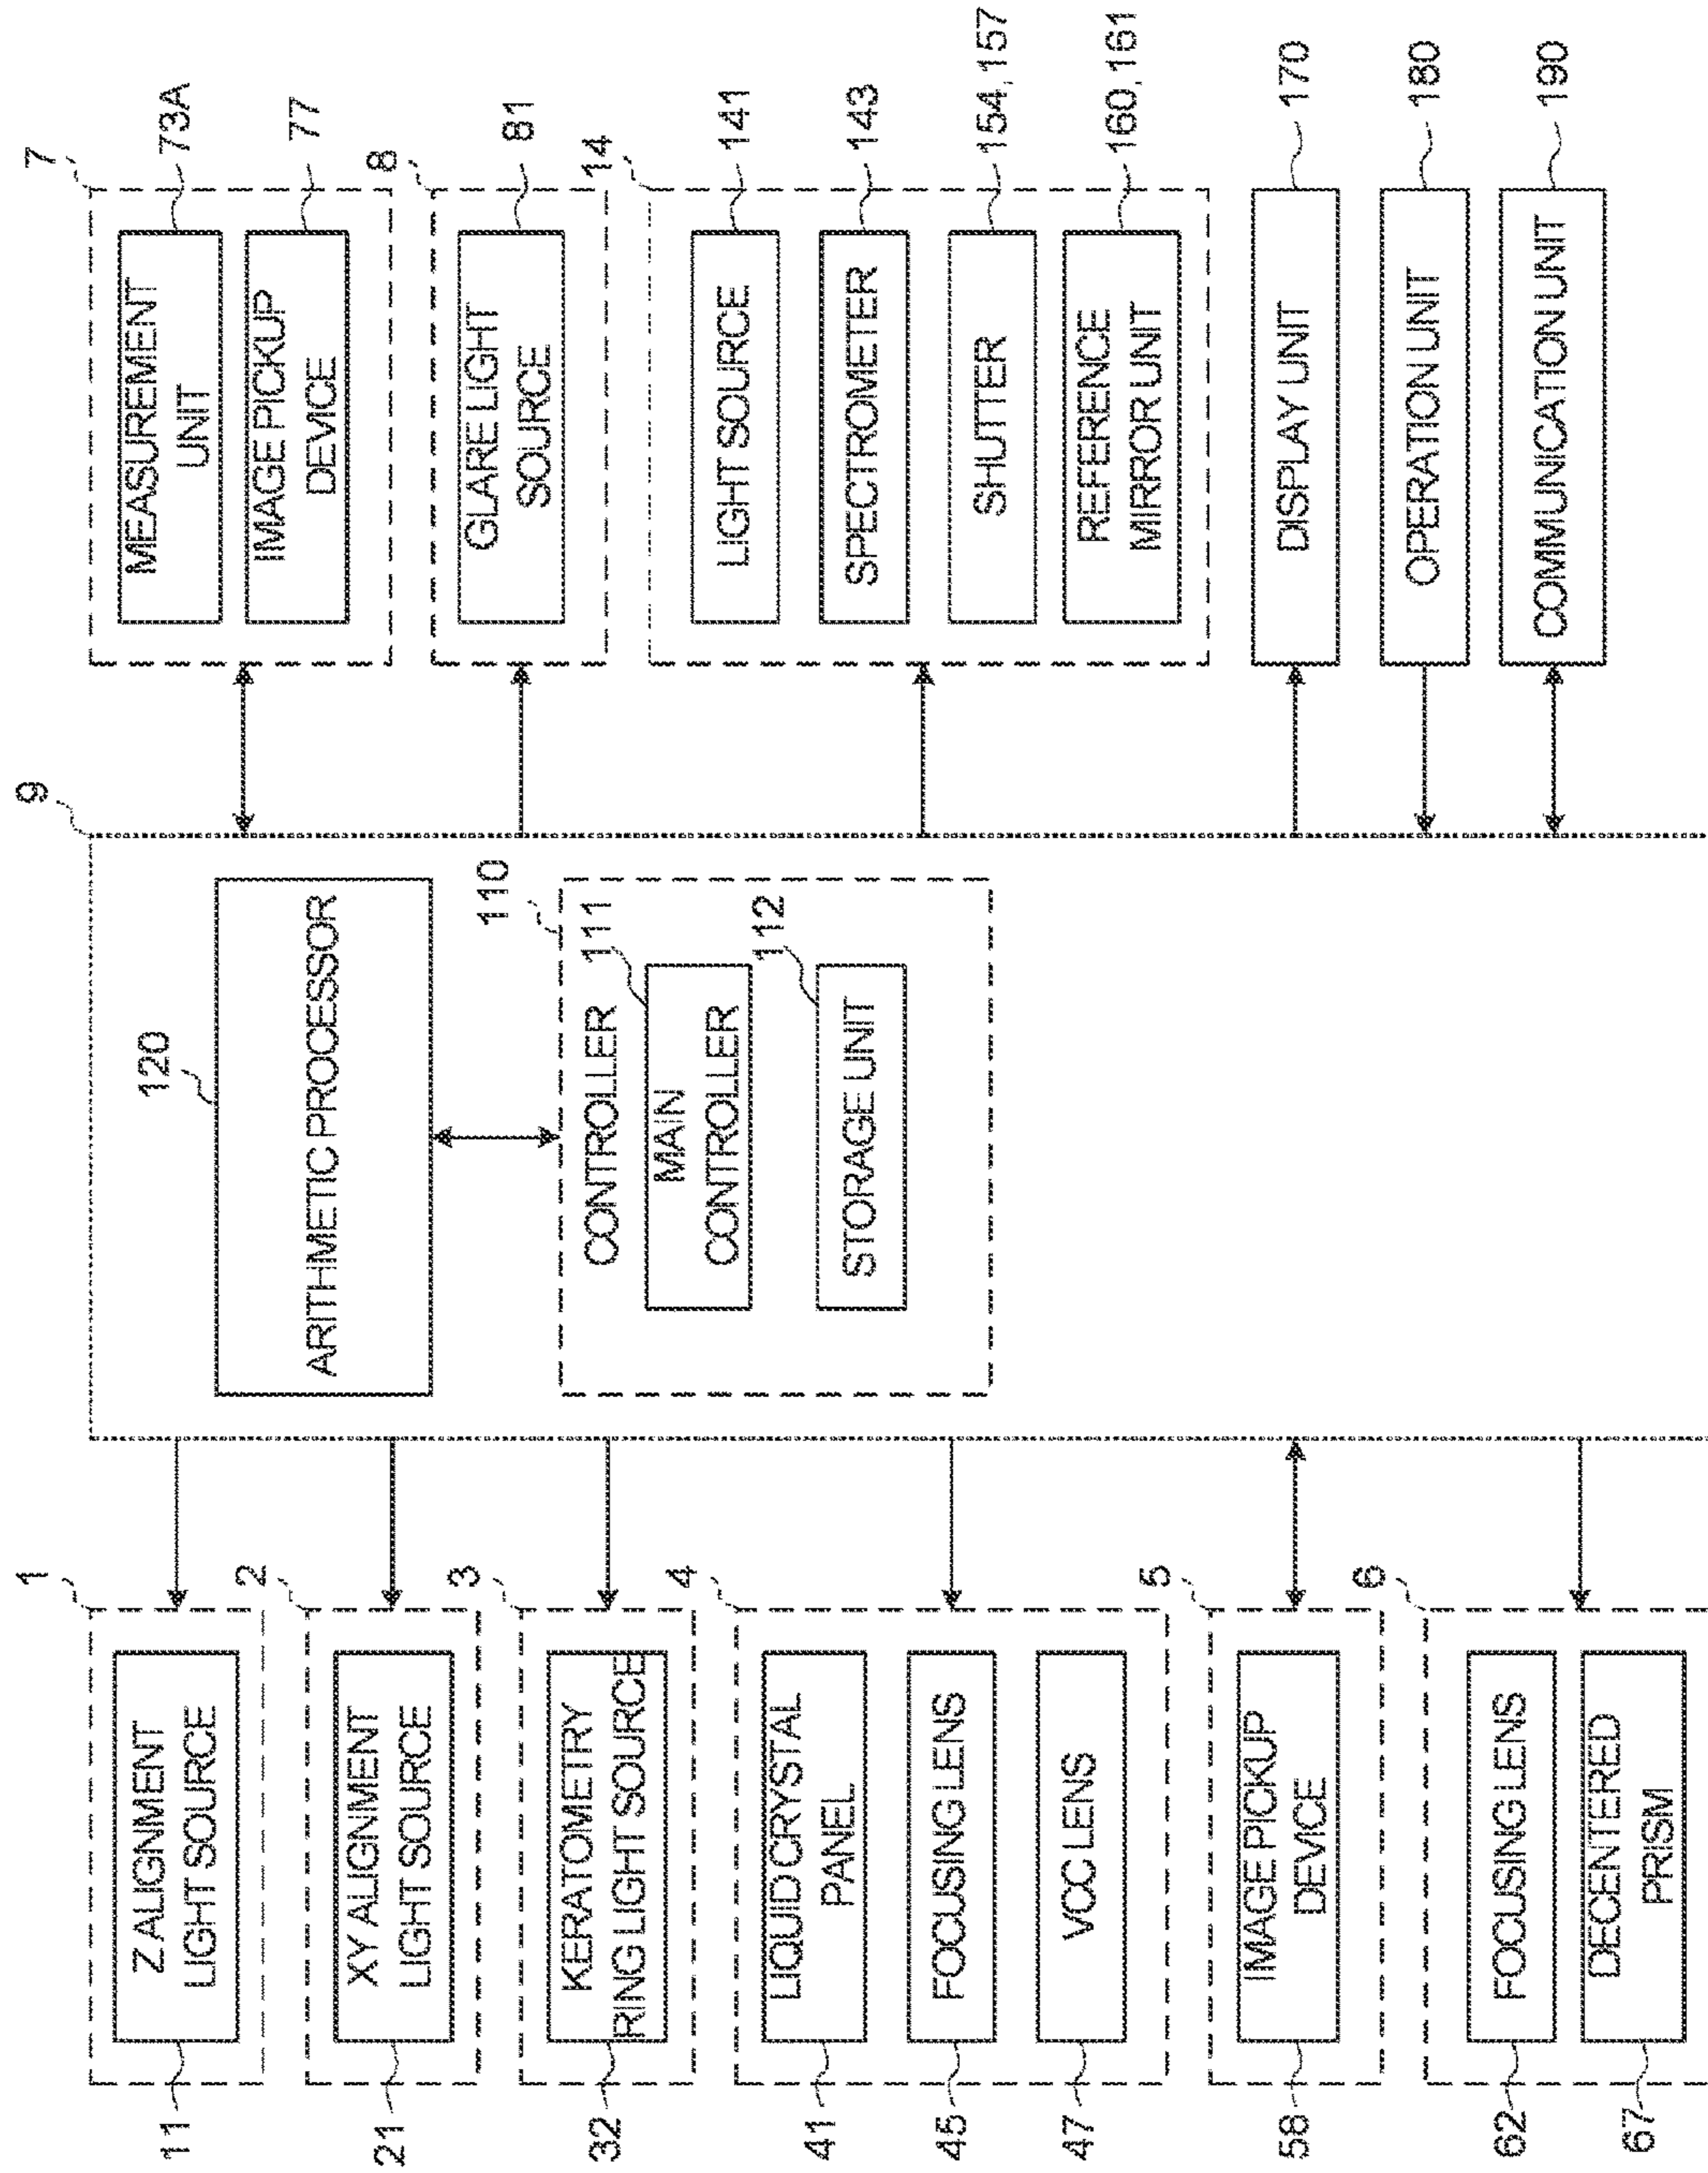 1
Z ALIGNMENT
LIGHT SOURCE
11
2
XY ALIGNMENT
LIGHT SOURCE
21
3
KERATOMETRY
RING LIGHT SOURCE
32
4
LIQUID CRYSTAL
PANEL
41
FOCUSING LENS
45
VCC LENS
47
5
IMAGE PICKUP
DEVICE
58
6
FOCUSING LENS
62
DECENTERED
PRISM
67
9
120
ARITHMETIC PROCESSOR
110
CONTROLLER
111
MAIN
CONTROLLER
112
STORAGE UNIT
7
MEASUREMENT
UNIT
73A
IMAGE PICKUP
DEVICE
77
8
GLARE LIGHT
SOURCE
81
14
LIGHT SOURCE
141
SPECTROMETER
143
SHUTTER
154,157
REFERENCE
MIRROR UNIT
160,161
DISPLAY UNIT
170
OPERATION UNIT
180
COMMUNICATION UNIT
190